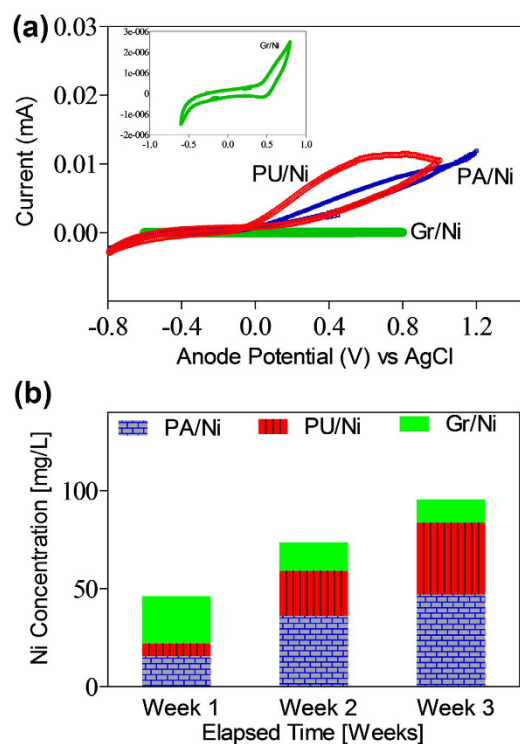 (a)
0.03
0.02
0.01
0.00
Current (mA)
3e-006
2e-006
1e-006
0
-1e-006
-2e-006
-1.0 -0.5 0.0 0.5 1.0
Gr/Ni
PU/Ni
PA/Ni
Gr/Ni
-0.8 -0.4 0.0 0.4 0.8 1.2
Anode Potential (V) vs AgCl
(b)
PA/Ni PU/Ni Gr/Ni
100
50
0
Ni Concentration [mg/L]
Week 1 Week 2 Week 3
Elapsed Time [Weeks]